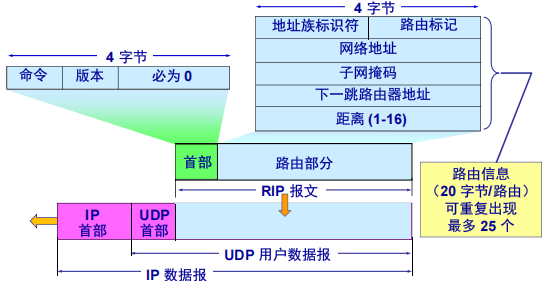 4 字节
命令
版本
必为 0
4 字节
地址族标识符
路由标记
网络地址
子网掩码
下一跳路由器地址
距离 (1-16)
首部
路由部分
RIP 报文
路由信息
（20 字节/路由）
可重复出现
最多 25 个
IP
首部
UDP
首部
UDP 用户数据报
IP 数据报